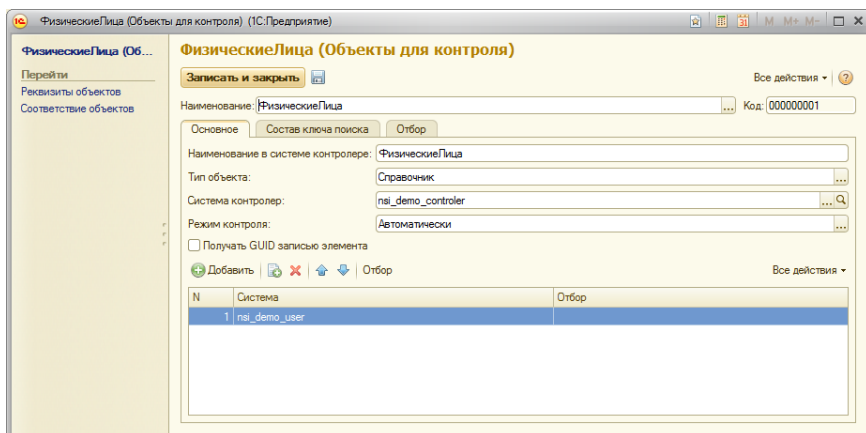 ФизическиеЛица (Объекты для контроля) (1С:Предприятие)
M M+ M-
31
ФизическиеЛица (Об...
Перейти
Реквизиты объектов
Соответствие объектов
ФизическиеЛица (Объекты для контроля)
Записать и закрыть
Все действия
Наименование: ФизическиеЛица ... Код: 000000001
Основное Состав ключа поиска Отбор
Наименование в системе контролере: ФизическиеЛица
Тип объекта: Справочник ...
Система контролер: nsi_demo_controler ...
Режим контроля: Автоматически ...
Получать GUID записью элемента
Добавить Отбор Все действия
N Система Отбор
1 nsi_demo_user